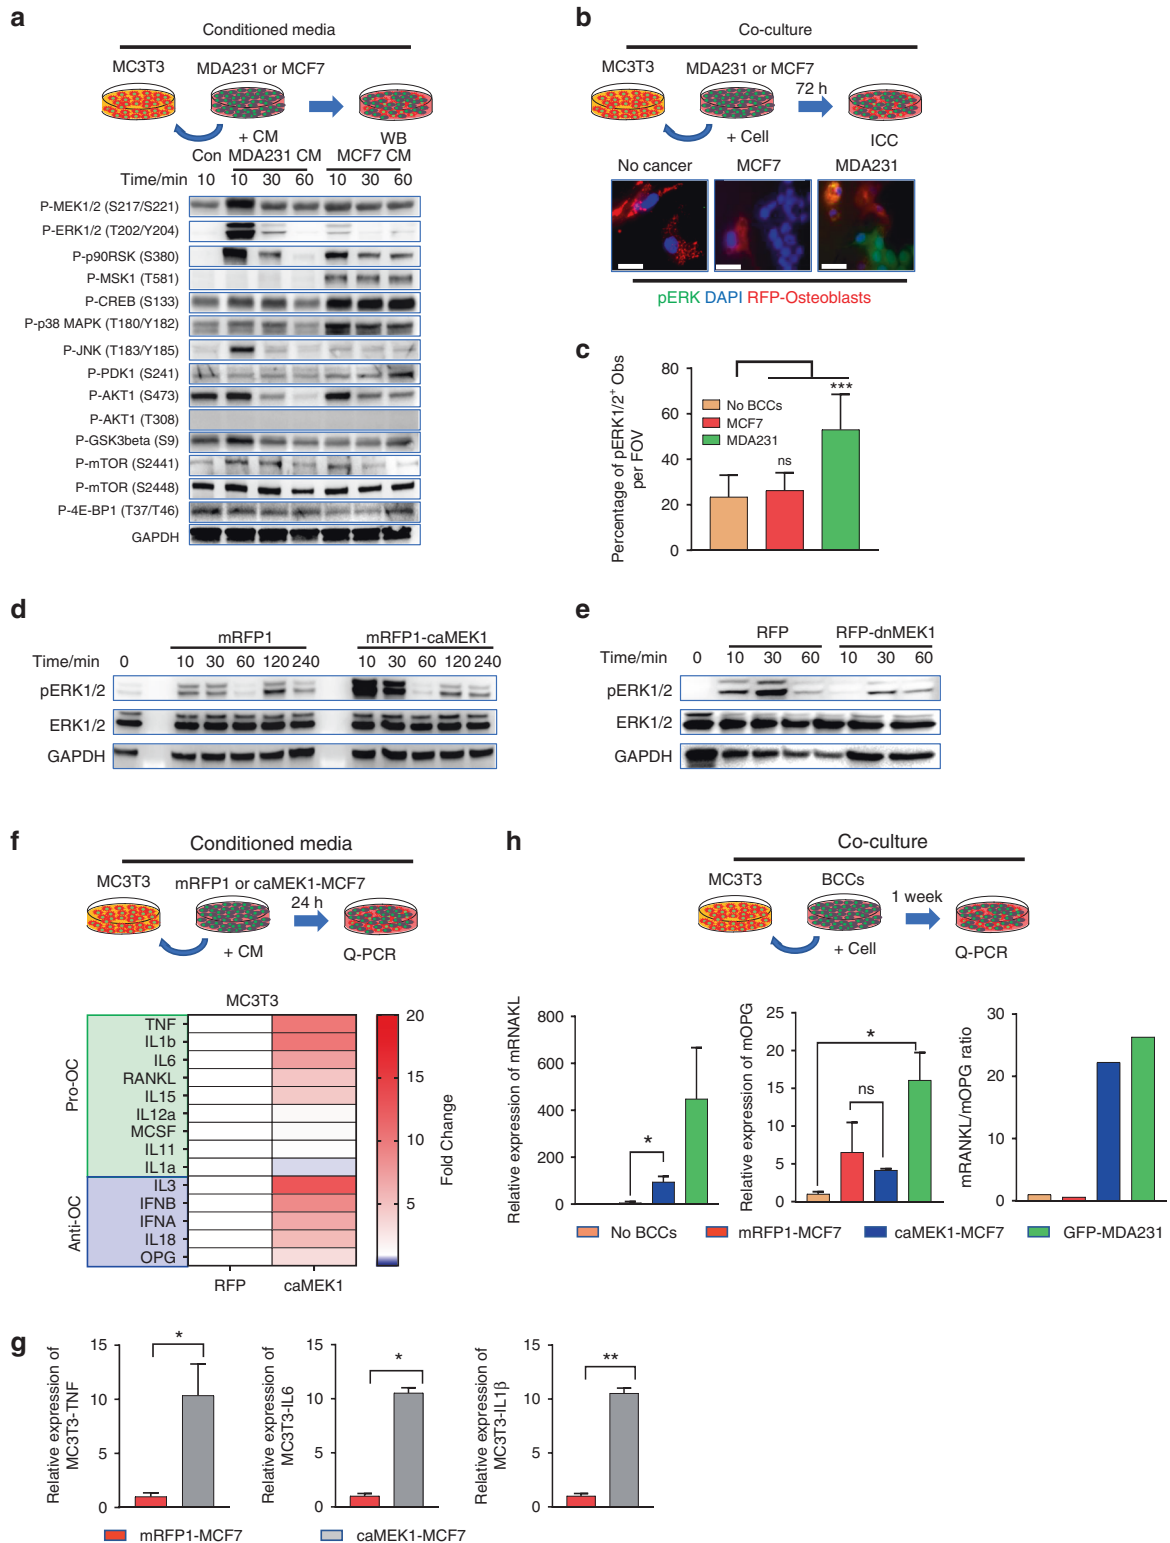 a
Conditioned media
MC3T3
MDA231 or MCF7
+ CM
WB
Con MDA231 CM MCF7 CM
Time/min 10 10 30 60 10 30 60
P-MEK1/2 (S217/S221)
P-ERK1/2 (T202/Y204)
P-p90RSK (S380)
P-MSK1 (T581)
P-CREB (S133)
P-p38 MAPK (T180/Y182)
P-JNK (T183/Y185)
P-PDK1 (S241)
P-AKT1 (S473)
P-AKT1 (T308)
P-GSK3beta (S9)
P-mTOR (S2441)
P-mTOR (S2448)
P-4E-BP1 (T37/T46)
GAPDH
b
Co-culture
MC3T3
MDA231 or MCF7
72 h
+ Cell
ICC
No cancer MCF7 MDA231
pERK DAPI RFP-Osteoblasts
c
Percentage of pERK1/2+ Obs
per FOV
80
60
40
20
0
No BCCs
MCF7
MDA231
ns
***
d
mRFP1 mRFP1-caMEK1
Time/min 0 10 30 60 120 240 10 30 60 120 240
pERK1/2
ERK1/2
GAPDH
e
RFP RFP-dnMEK1
Time/min 0 10 30 60 10 30 60
pERK1/2
ERK1/2
GAPDH
f
Conditioned media
MC3T3
mRFP1 or caMEK1-MCF7
24 h
+ CM
Q-PCR
MC3T3
Pro-OC
TNF
IL1b
IL6
RANKL
IL15
IL12a
MCSF
IL11
IL1a
Anti-OC
IL3
IFNB
IFNA
IL18
OPG
RFP caMEK1
20
15
10
5
Fold Change
h
Co-culture
MC3T3
BCCs
1 week
+ Cell
Q-PCR
Relative expression of mRNAKL
800
600
400
200
0
*
Relative expression of mOPG
25
20
15
10
5
0
*
ns
mRANKL/mOPG ratio
30
20
10
0
No BCCs mRFP1-MCF7 caMEK1-MCF7 GFP-MDA231
g
Relative expression of
MC3T3-TNF
15
10
5
0
*
Relative expression of
MC3T3-IL6
15
10
5
0
*
Relative expression of
MC3T3-IL1β
15
10
5
0
**
mRFP1-MCF7 caMEK1-MCF7